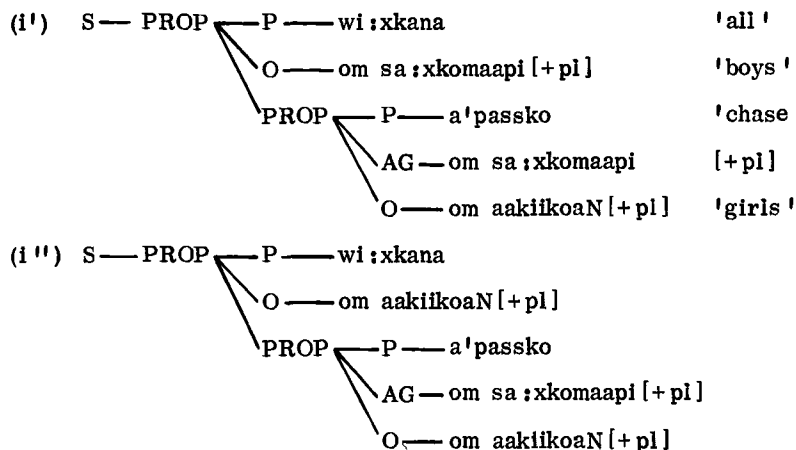 (i') S PROP P wi:xkana 'all'
O om sa:xkomaapi [+pl] 'boys'
PROP P a'passko 'chase
AG om sa:xkomaapi [+pl]
O om aakiikoaN [+pl] 'girls'
(i'') S PROP P wi:xkana
O om aakiikoaN [+pl]
PROP P a'passko
AG om sa:xkomaapi [+pl]
O om aakiikoaN [+pl]